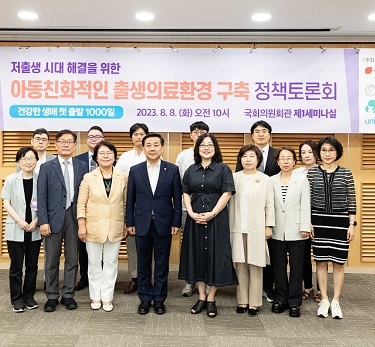 저출생 시대 해결을 위한
아동친화적인 출생의료환경 구축 정책토론회
건강한 생애 첫 출발 1000일 2023. 8. 8. (화) 오전 10시 국회의원회관 제1세미나실